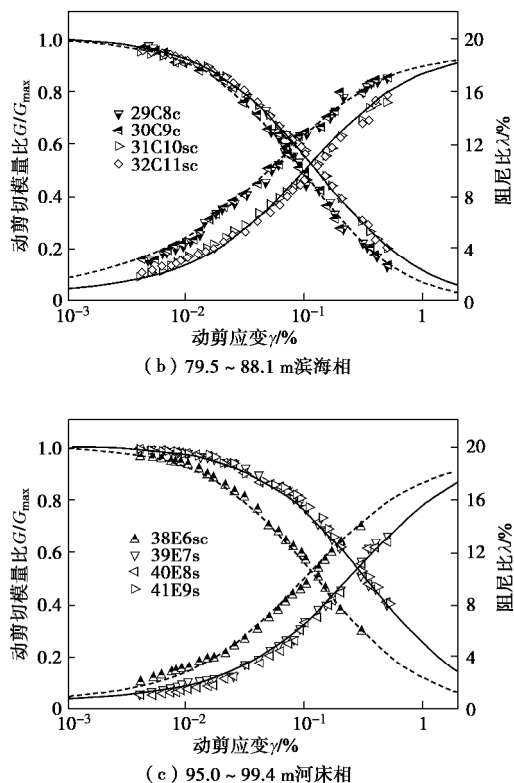 1.0
0.8
0.6
0.4
0.2
0
动剪切模量比G/Gmax
20
16
12
8
4
0
阻尼比λ/%
29C8c
30C9c
31C10sc
32C11sc
10⁻³
10⁻²
10⁻¹
1
动剪应变γ/%
(b) 79.5 ~ 88.1 m滨海相
1.0
0.8
0.6
0.4
0.2
0
动剪切模量比G/Gmax
20
16
12
8
4
0
阻尼比λ/%
38E6sc
39E7s
40E8s
41E9s
10⁻³
10⁻²
10⁻¹
1
动剪应变γ/%
(c) 95.0 ~ 99.4 m河床相